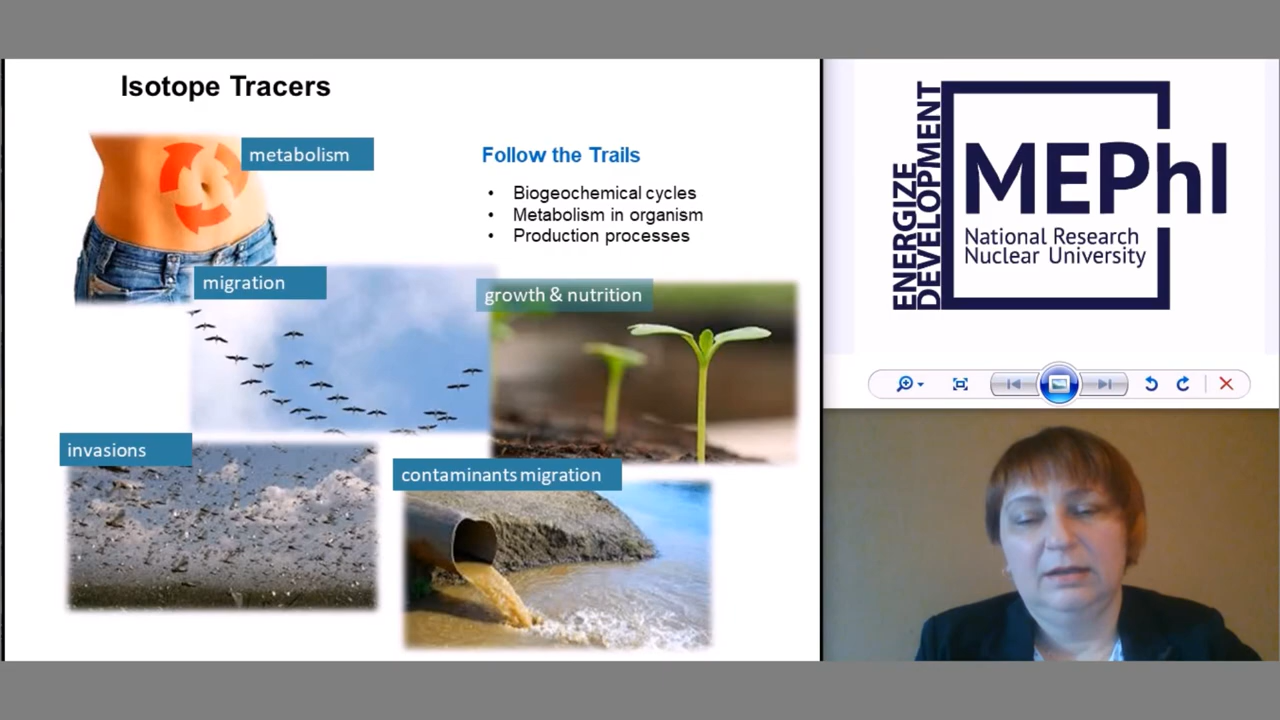 Isotope Tracers
metabolism
Follow the Trails
• Biogeochemical cycles
• Metabolism in organism
• Production processes
migration
growth & nutrition
invasions
contaminants migration
ENERGIZE
DEVELOPMENT
MEPhI
National Research
Nuclear University